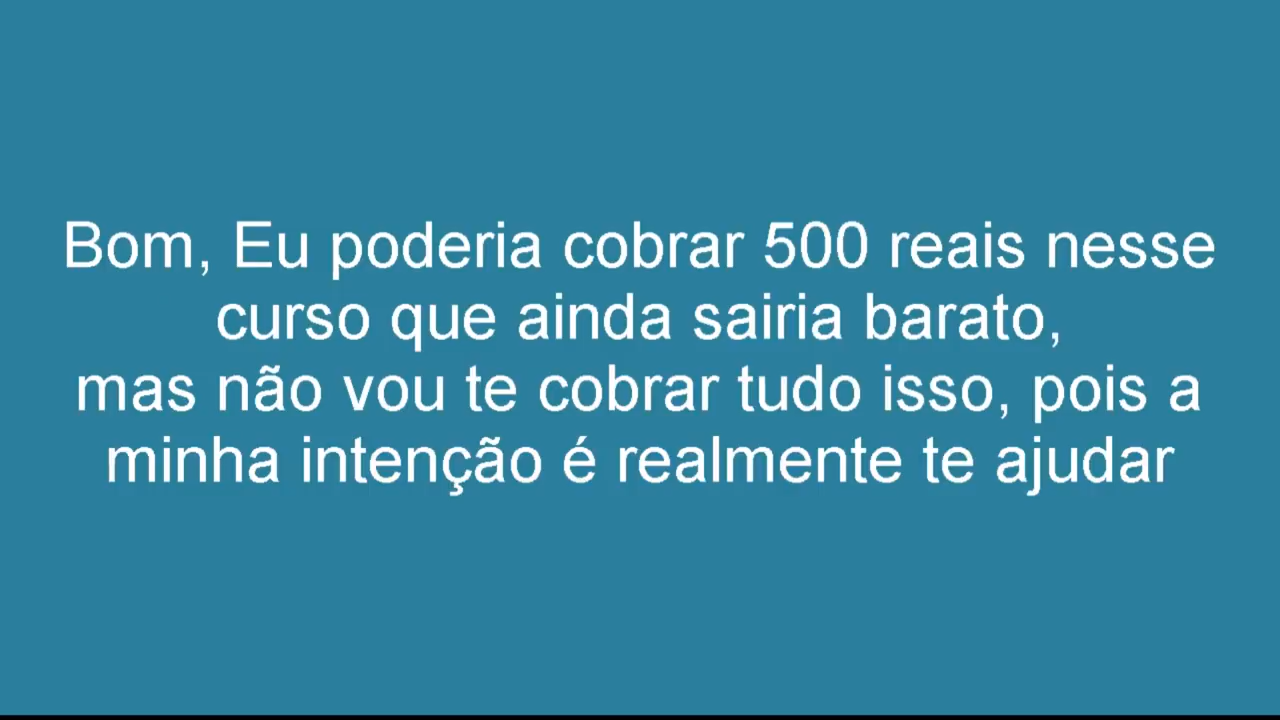 Bom, Eu poderia cobrar 500 reais nesse
curso que ainda sairia barato,
mas não vou te cobrar tudo isso, pois a
minha intenção é realmente te ajudar